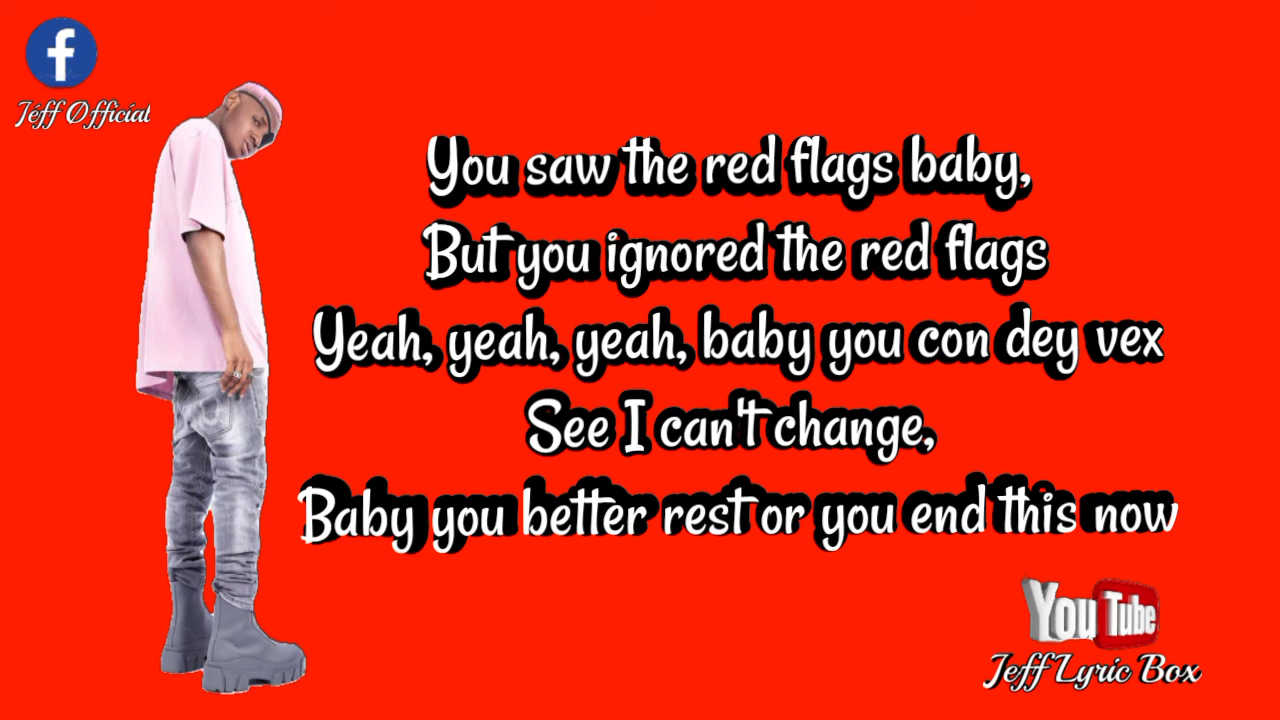 Jéff Øfficíal
You saw the red flags baby,
But you ignored the red flags
Yeah, yeah, yeah, baby you con dey vex
See I can't change,
Baby you better rest or you end this now
YouTube
Jeff Lyric Box